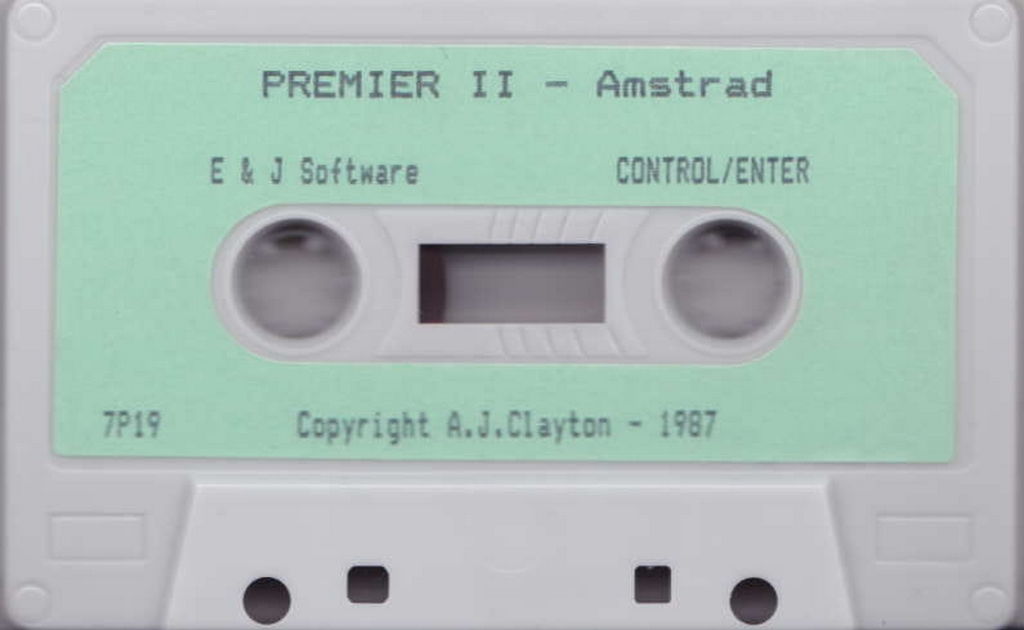 PREMIER II - Amstrad
E & J Software CONTROL/ENTER
7P19 Copyright A.J.Clayton - 1987